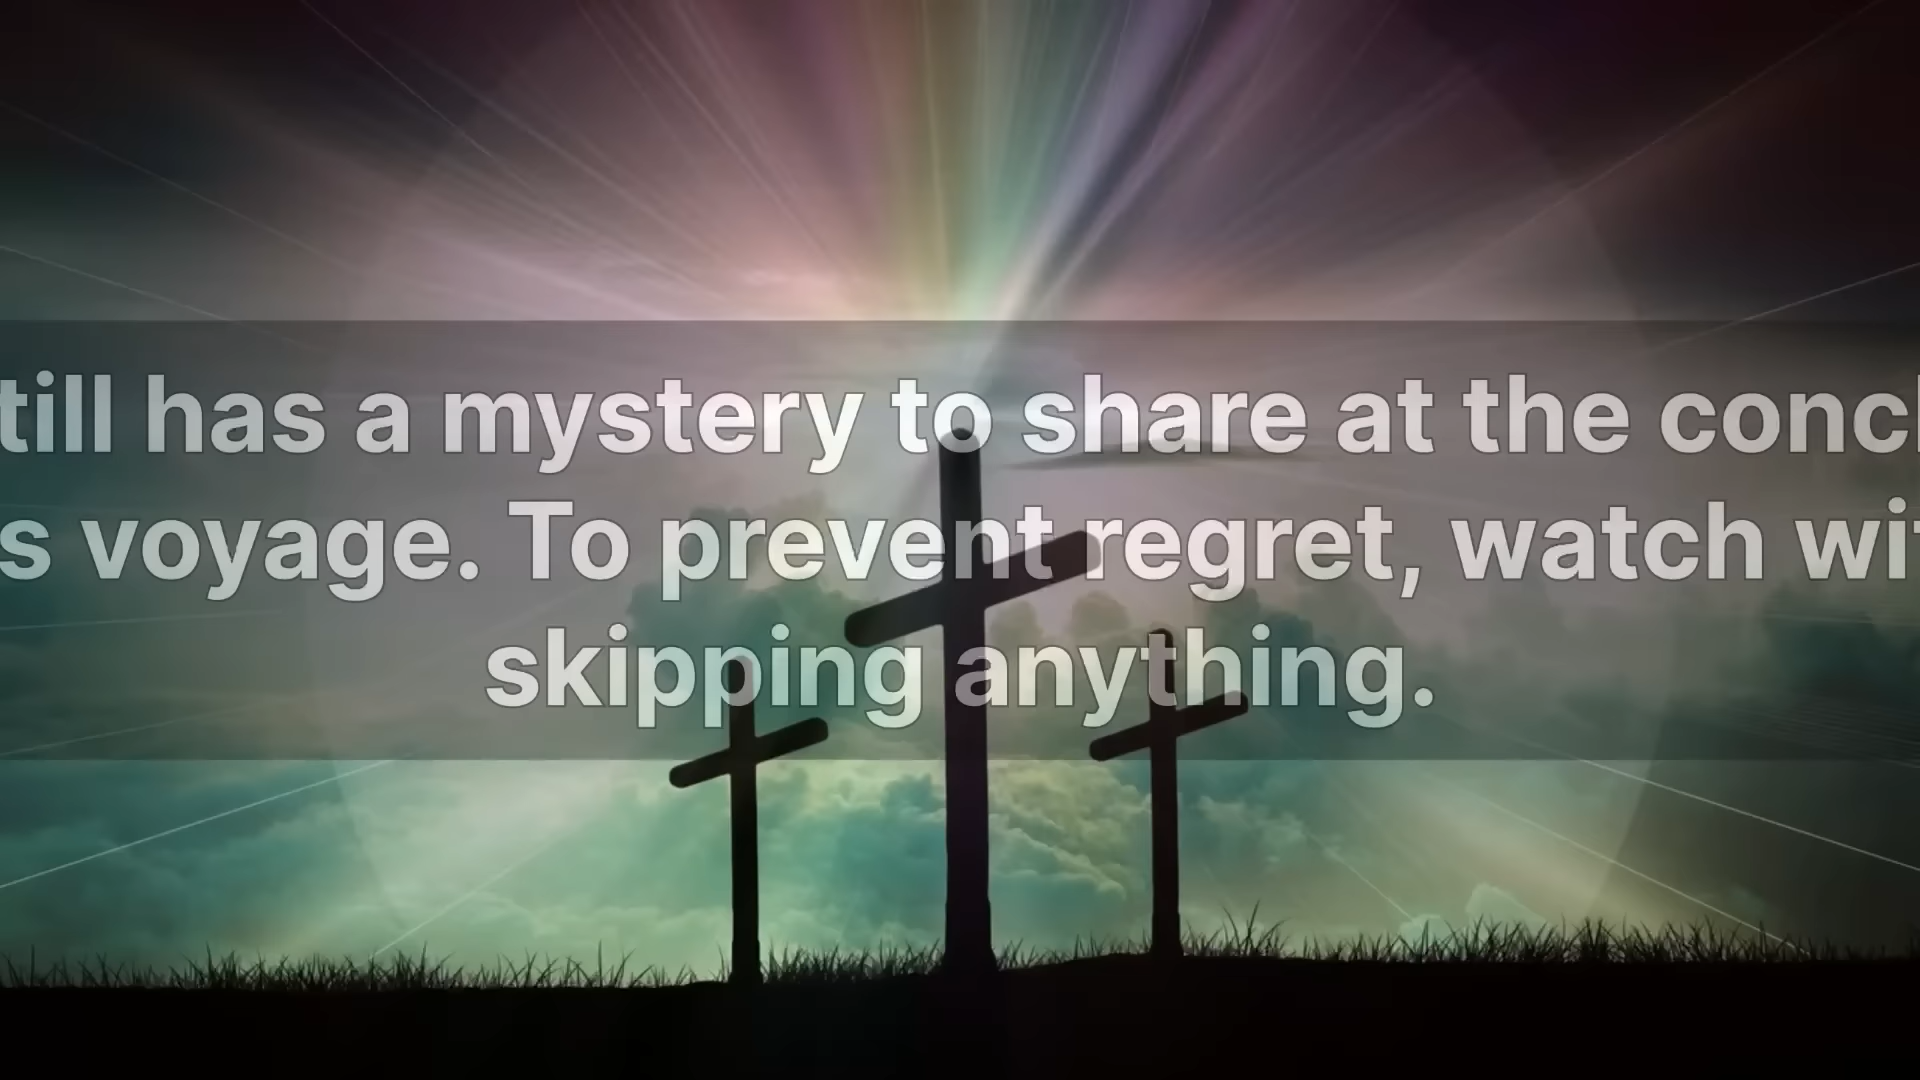 till has a mystery to share at the concl
s voyage. To prevent regret, watch wit
skipping anything.